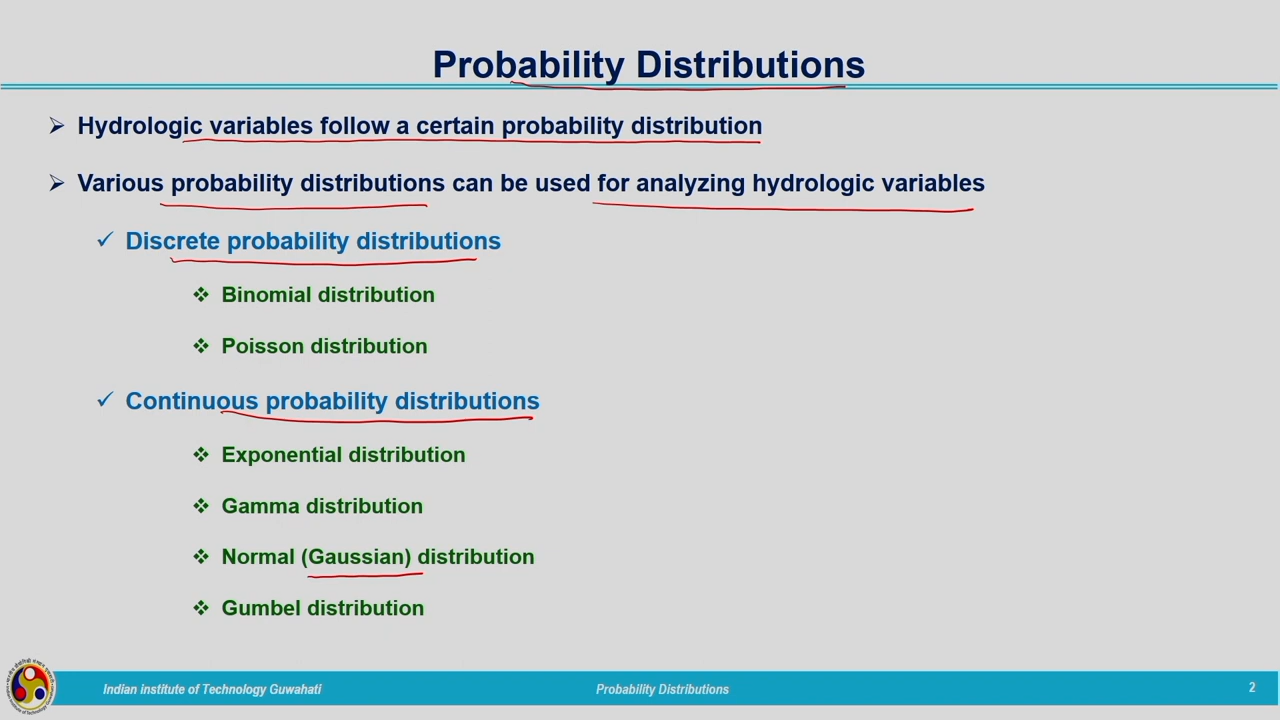 Probability Distributions
Hydrologic variables follow a certain probability distribution
Various probability distributions can be used for analyzing hydrologic variables
Discrete probability distributions
Binomial distribution
Poisson distribution
Continuous probability distributions
Exponential distribution
Gamma distribution
Normal (Gaussian) distribution
Gumbel distribution
Indian institute of Technology Guwahati
Probability Distributions
2